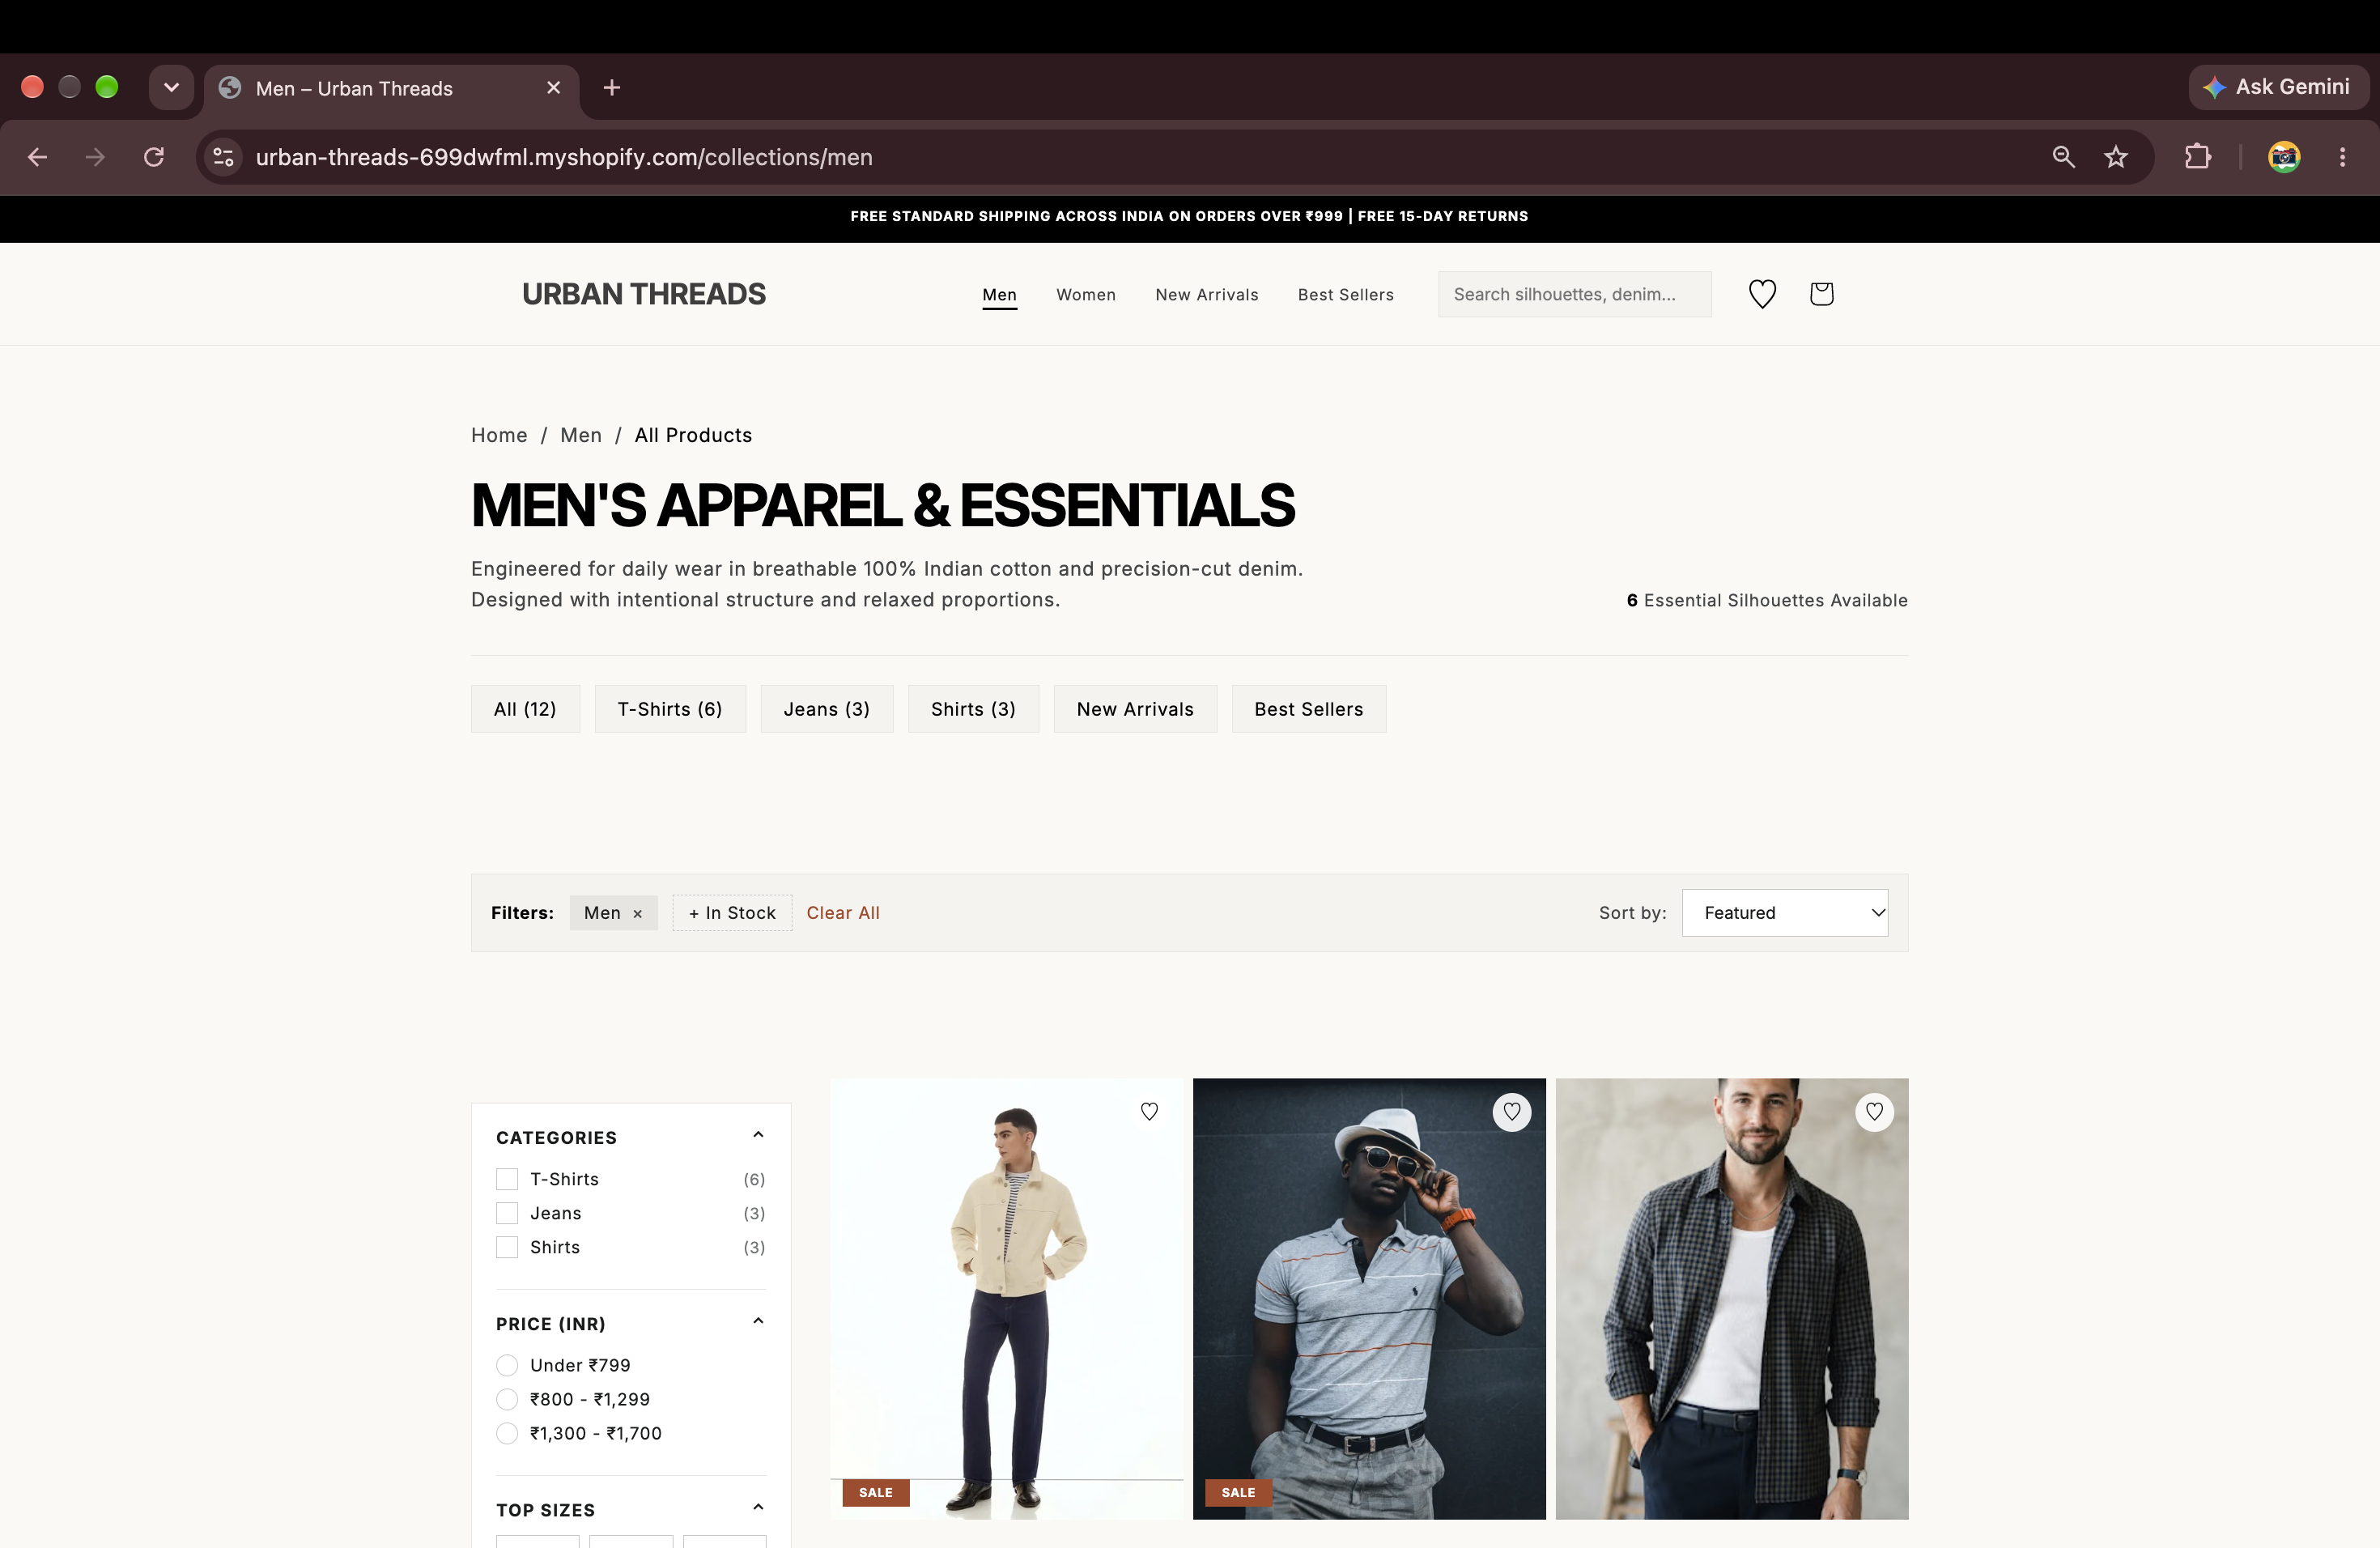 Men – Urban Threads
Ask Gemini
urban-threads-699dwfml.myshopify.com/collections/men
FREE STANDARD SHIPPING ACROSS INDIA ON ORDERS OVER ₹999 | FREE 15-DAY RETURNS
URBAN THREADS
Men
Women
New Arrivals
Best Sellers
Search silhouettes, denim...
Home / Men / All Products
MEN'S APPAREL & ESSENTIALS
Engineered for daily wear in breathable 100% Indian cotton and precision-cut denim.
Designed with intentional structure and relaxed proportions.
6 Essential Silhouettes Available
All (12)
T-Shirts (6)
Jeans (3)
Shirts (3)
New Arrivals
Best Sellers
Filters:
Men ×
+ In Stock
Clear All
Sort by:
Featured
CATEGORIES
T-Shirts (6)
Jeans (3)
Shirts (3)
PRICE (INR)
Under ₹799
₹800 - ₹1,299
₹1,300 - ₹1,700
TOP SIZES
SALE
SALE